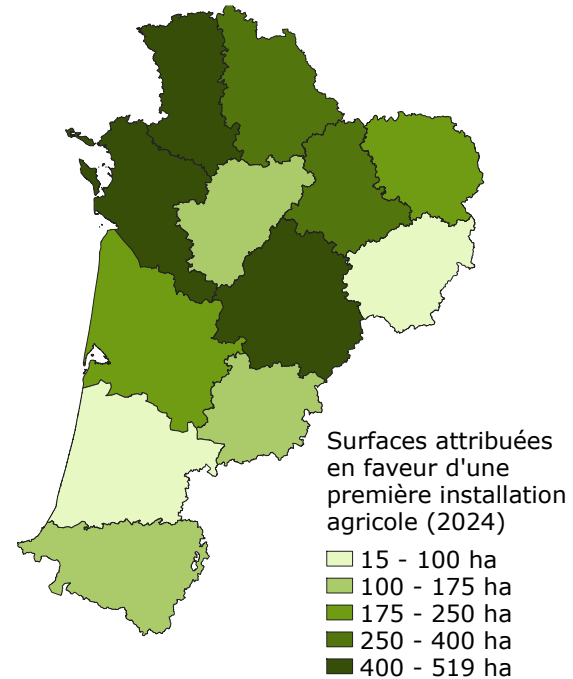 Surfaces attribuées
en faveur d'une
première installation
agricole (2024)
15 - 100 ha
100 - 175 ha
175 - 250 ha
250 - 400 ha
400 - 519 ha